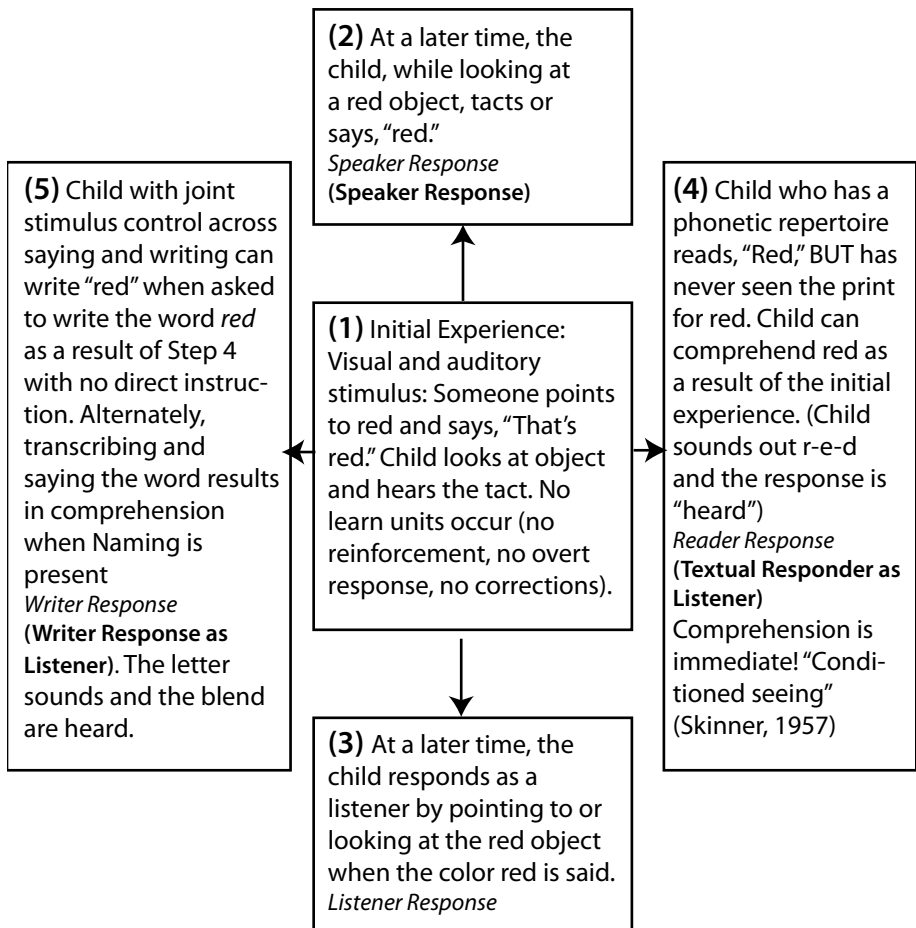 (2) At a later time, the
child, while looking at
a red object, tacts or
says, “red.”
Speaker Response
(Speaker Response)
(5) Child with joint
stimulus control across
saying and writing can
write “red” when asked
to write the word red
as a result of Step 4
with no direct instruc-
tion. Alternately,
transcribing and
saying the word results
in comprehension
when Naming is
present
Writer Response
(Writer Response as
Listener). The letter
sounds and the blend
are heard.
(1) Initial Experience:
Visual and auditory
stimulus: Someone points
to red and says, “That’s
red.” Child looks at object
and hears the tact. No
learn units occur (no
reinforcement, no overt
response, no corrections).
(4) Child who has a
phonetic repertoire
reads, “Red,” BUT has
never seen the print
for red. Child can
comprehend red as
a result of the initial
experience. (Child
sounds out r-e-d
and the response is
“heard”)
Reader Response
(Textual Responder as
Listener)
Comprehension is
immediate! “Condi-
tioned seeing”
(Skinner, 1957)
(3) At a later time, the
child responds as a
listener by pointing to or
looking at the red object
when the color red is said.
Listener Response